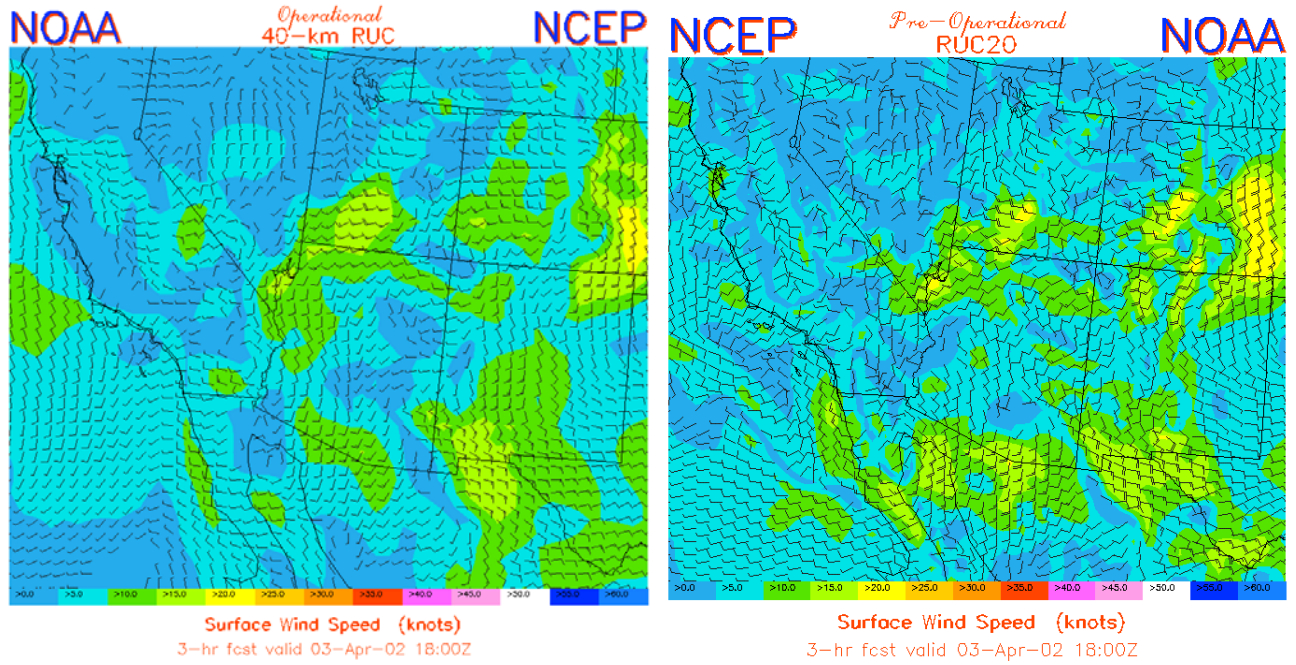 NOAA
Operational
40-km RUC
NCEP
>0.0 >5.0 >10.0 >15.0 >20.0 >25.0 >30.0 >35.0 >40.0 >45.0 >50.0 >55.0 >60.0
Surface Wind Speed (knots)
3-hr fcst valid 03-Apr-02 18:00Z
NCEP
Pre-Operational
RUC20
NOAA
>0.0 >5.0 >10.0 >15.0 >20.0 >25.0 >30.0 >35.0 >40.0 >45.0 >50.0 >55.0 >60.0
Surface Wind Speed (knots)
3-hr fcst valid 03-Apr-02 18:00Z